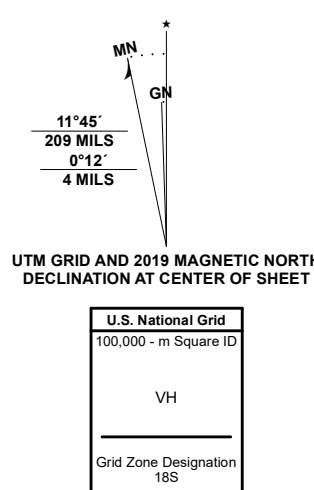 ★
MN
GN
11°45´
209 MILS
0°12´
4 MILS
UTM GRID AND 2019 MAGNETIC NORTH
DECLINATION AT CENTER OF SHEET
U.S. National Grid
100,000 - m Square ID
VH
Grid Zone Designation
18S